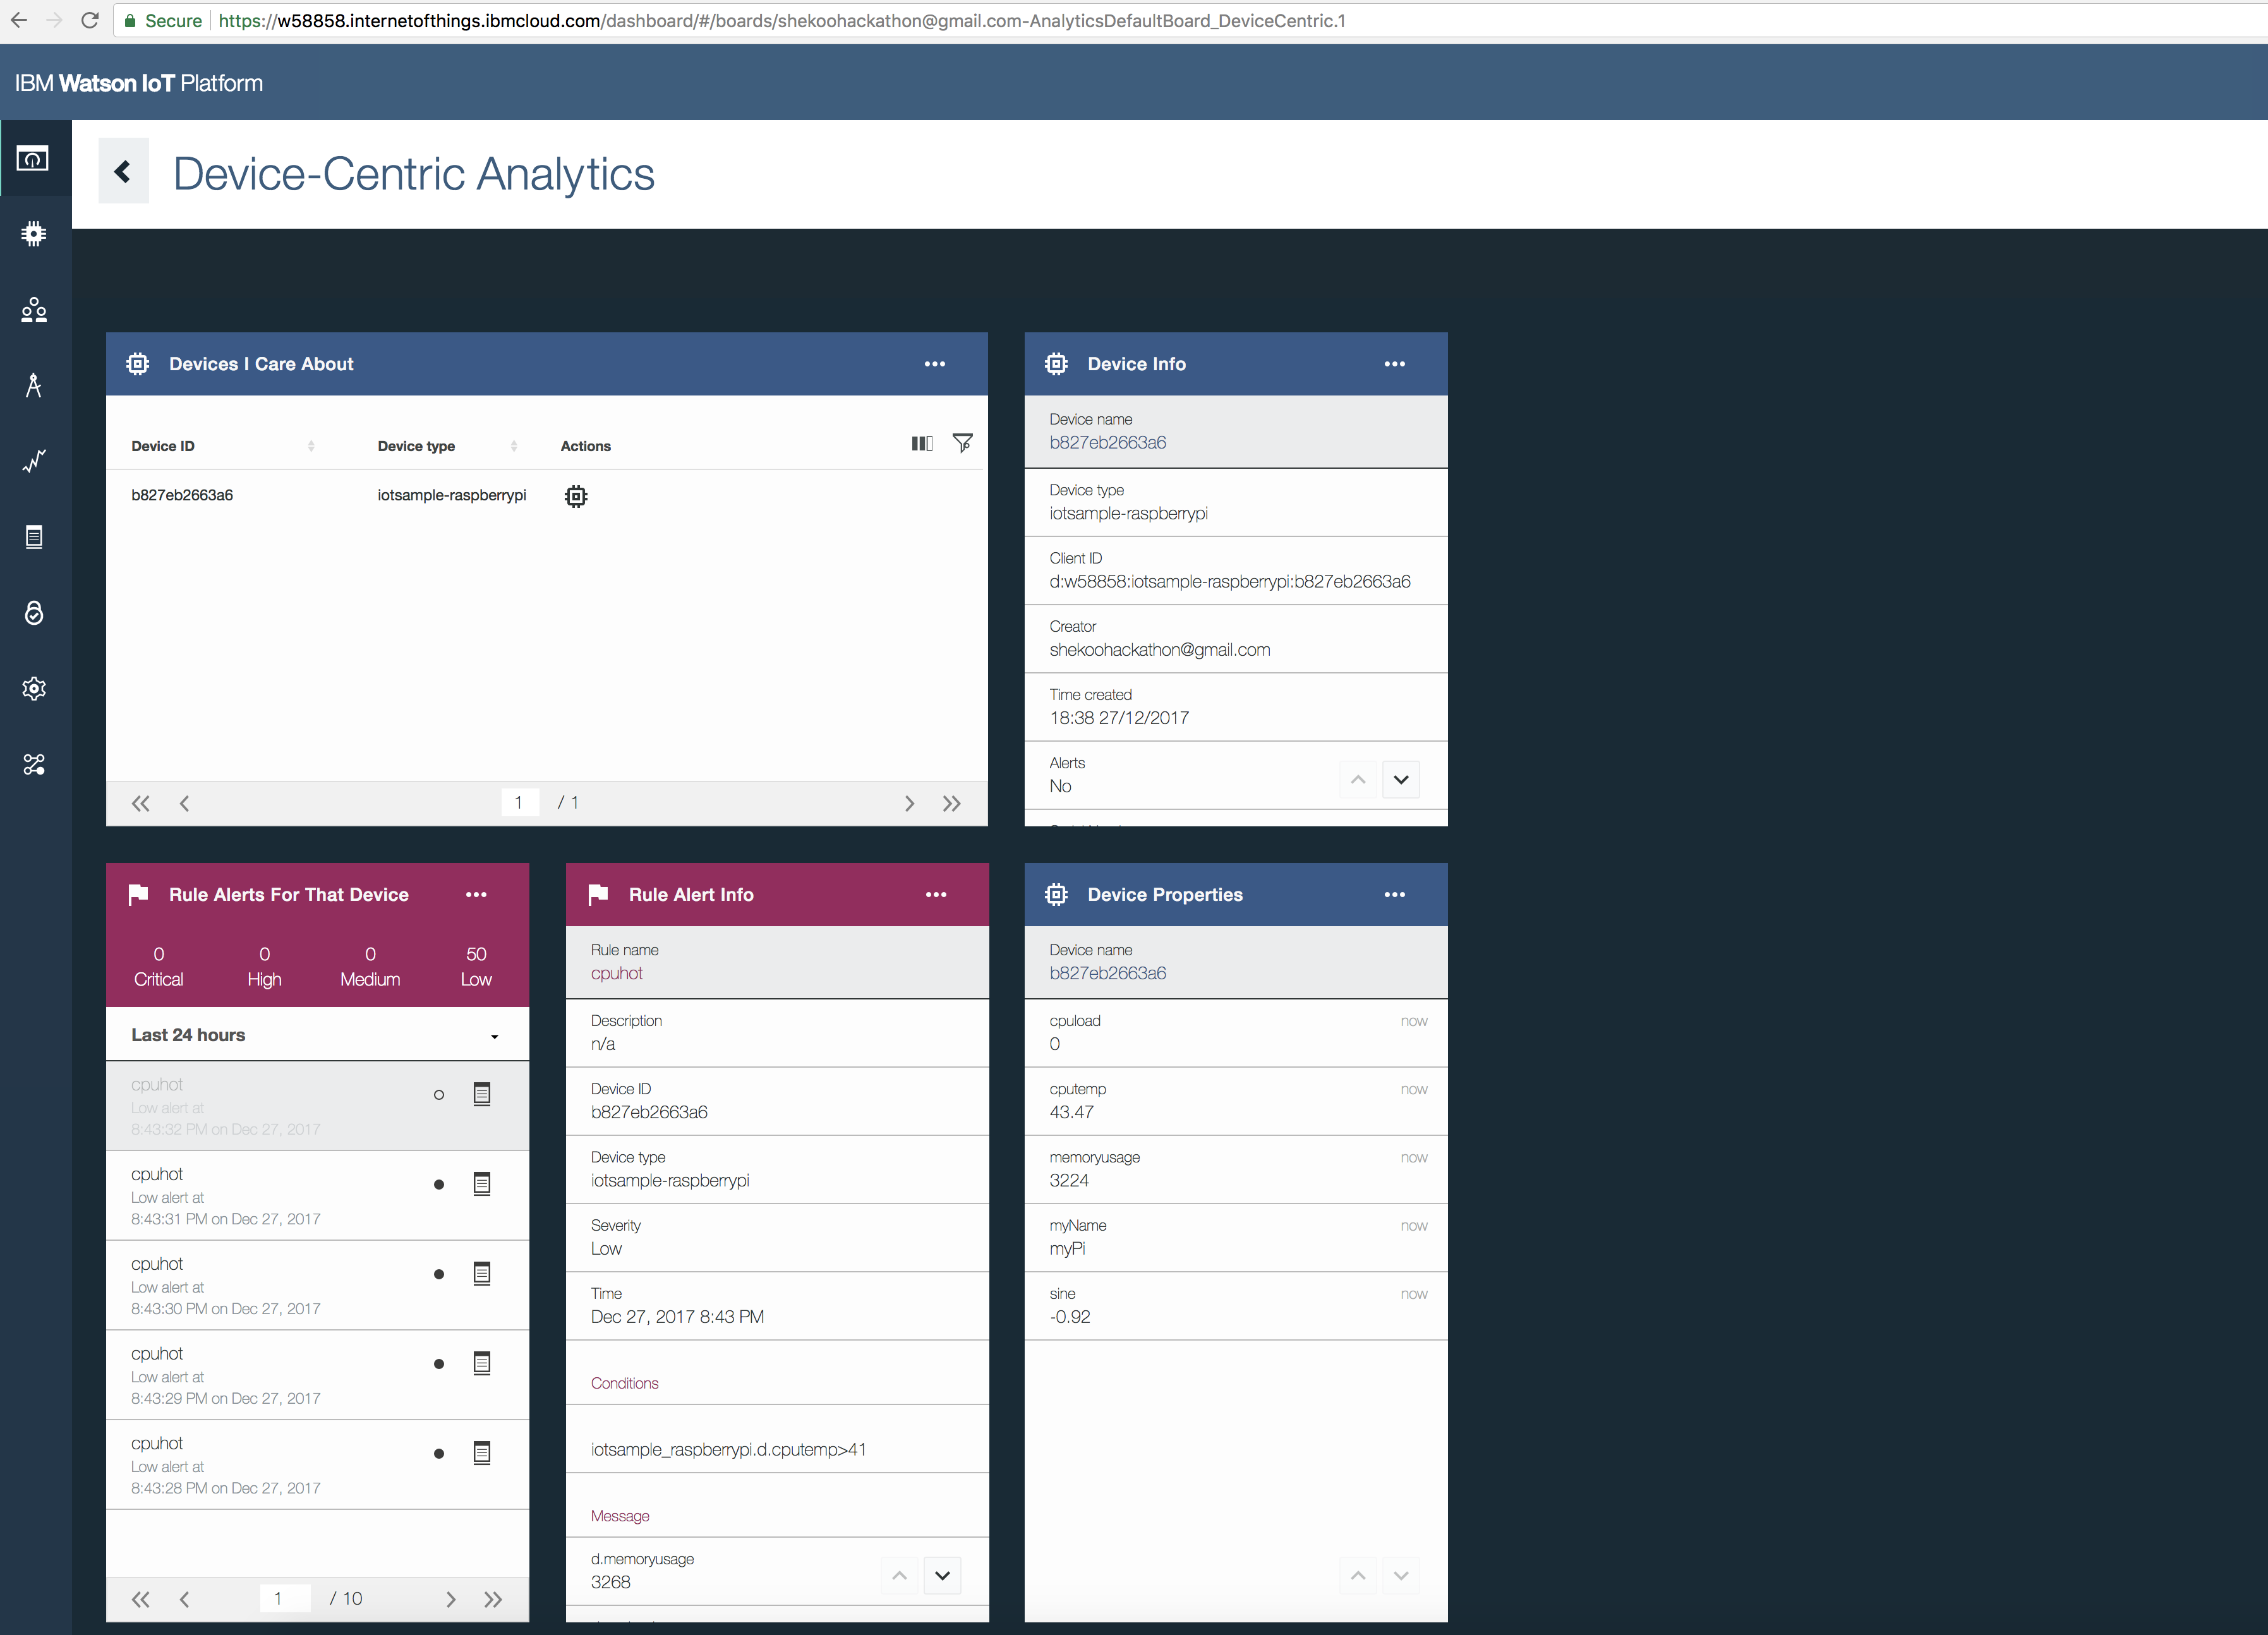 Secure https://w58858.internetofthings.ibmcloud.com/dashboard/#/boards/shekoohackathon@gmail.com-AnalyticsDefaultBoard_DeviceCentric.1
IBM Watson IoT Platform
Device-Centric Analytics
Devices I Care About
Device ID Device type Actions
b827eb2663a6 iotsample-raspberrypi
1 / 1
Device Info
Device name
b827eb2663a6
Device type
iotsample-raspberrypi
Client ID
d:w58858:iotsample-raspberrypi:b827eb2663a6
Creator
shekoohackathon@gmail.com
Time created
18:38 27/12/2017
Alerts
No
Rule Alerts For That Device
0 0 0 50
Critical High Medium Low
Last 24 hours
cpuhot
Low alert at
8:43:32 PM on Dec 27, 2017
cpuhot
Low alert at
8:43:31 PM on Dec 27, 2017
cpuhot
Low alert at
8:43:30 PM on Dec 27, 2017
cpuhot
Low alert at
8:43:29 PM on Dec 27, 2017
cpuhot
Low alert at
8:43:28 PM on Dec 27, 2017
1 / 10
Rule Alert Info
Rule name
cpuhot
Description
n/a
Device ID
b827eb2663a6
Device type
iotsample-raspberrypi
Severity
Low
Time
Dec 27, 2017 8:43 PM
Conditions
iotsample_raspberrypi.d.cputemp>41
Message
d.memoryusage
3268
Device Properties
Device name
b827eb2663a6
cpuload now
0
cputemp now
43.47
memoryusage now
3224
myName now
myPi
sine now
-0.92